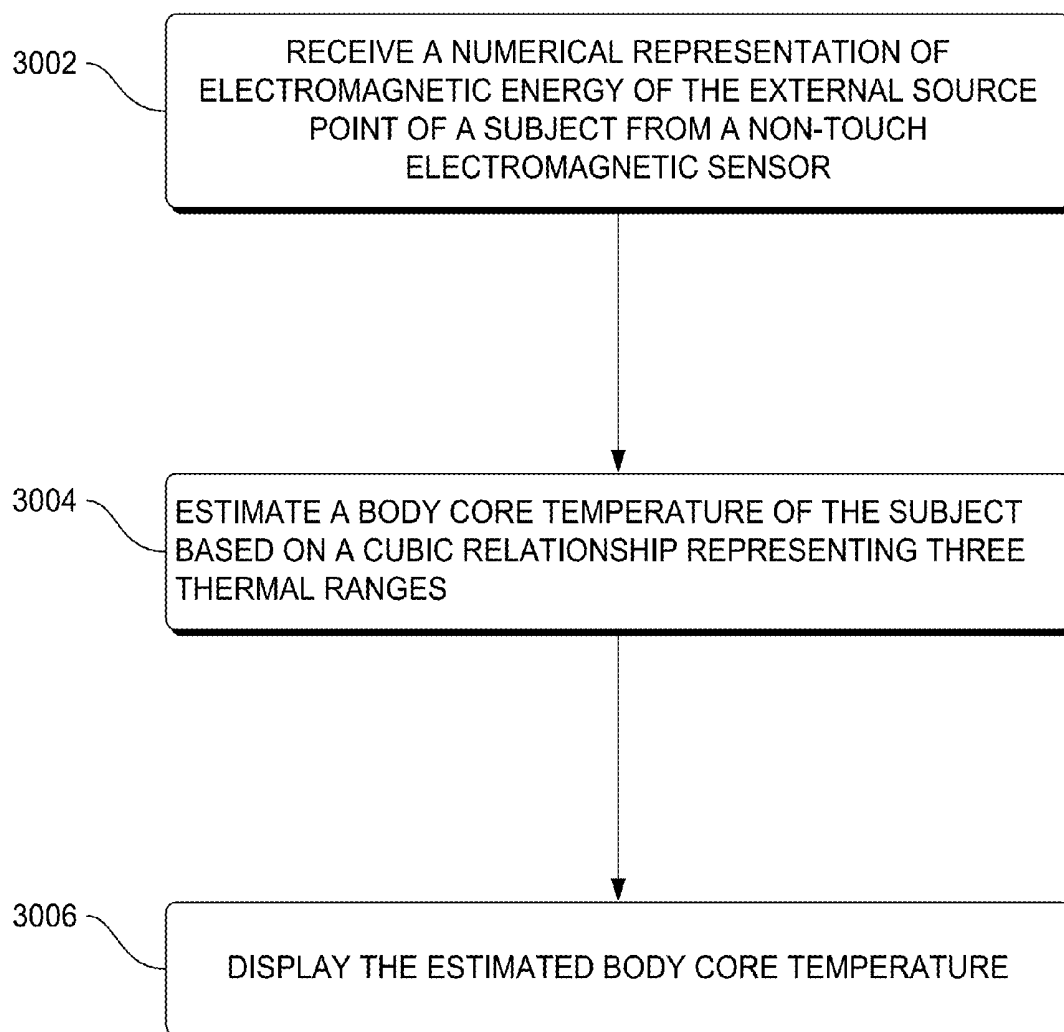 3002
RECEIVE A NUMERICAL REPRESENTATION OF
ELECTROMAGNETIC ENERGY OF THE EXTERNAL SOURCE
POINT OF A SUBJECT FROM A NON-TOUCH
ELECTROMAGNETIC SENSOR
3004
ESTIMATE A BODY CORE TEMPERATURE OF THE SUBJECT
BASED ON A CUBIC RELATIONSHIP REPRESENTING THREE
THERMAL RANGES
3006
DISPLAY THE ESTIMATED BODY CORE TEMPERATURE